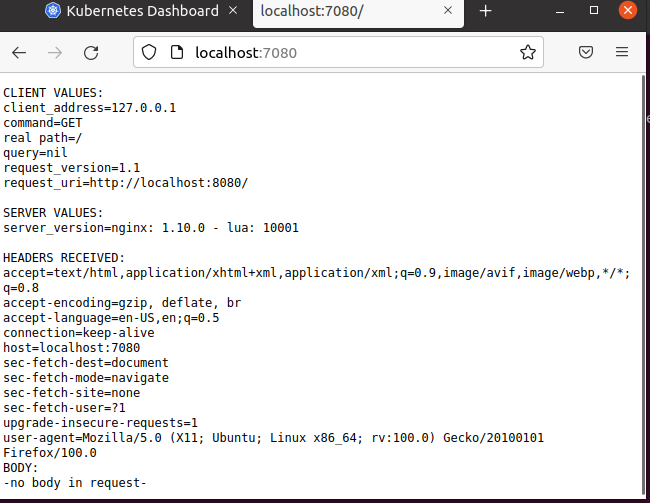 Kubernetes Dashboard
localhost:7080/
localhost:7080
CLIENT VALUES:
client_address=127.0.0.1
command=GET
real path=/
query=nil
request_version=1.1
request_uri=http://localhost:8080/
SERVER VALUES:
server_version=nginx: 1.10.0 - lua: 10001
HEADERS RECEIVED:
accept=text/html,application/xhtml+xml,application/xml;q=0.9,image/avif,image/webp,*/*;
q=0.8
accept-encoding=gzip, deflate, br
accept-language=en-US,en;q=0.5
connection=keep-alive
host=localhost:7080
sec-fetch-dest=document
sec-fetch-mode=navigate
sec-fetch-site=none
sec-fetch-user=?1
upgrade-insecure-requests=1
user-agent=Mozilla/5.0 (X11; Ubuntu; Linux x86_64; rv:100.0) Gecko/20100101
Firefox/100.0
BODY:
-no body in request-